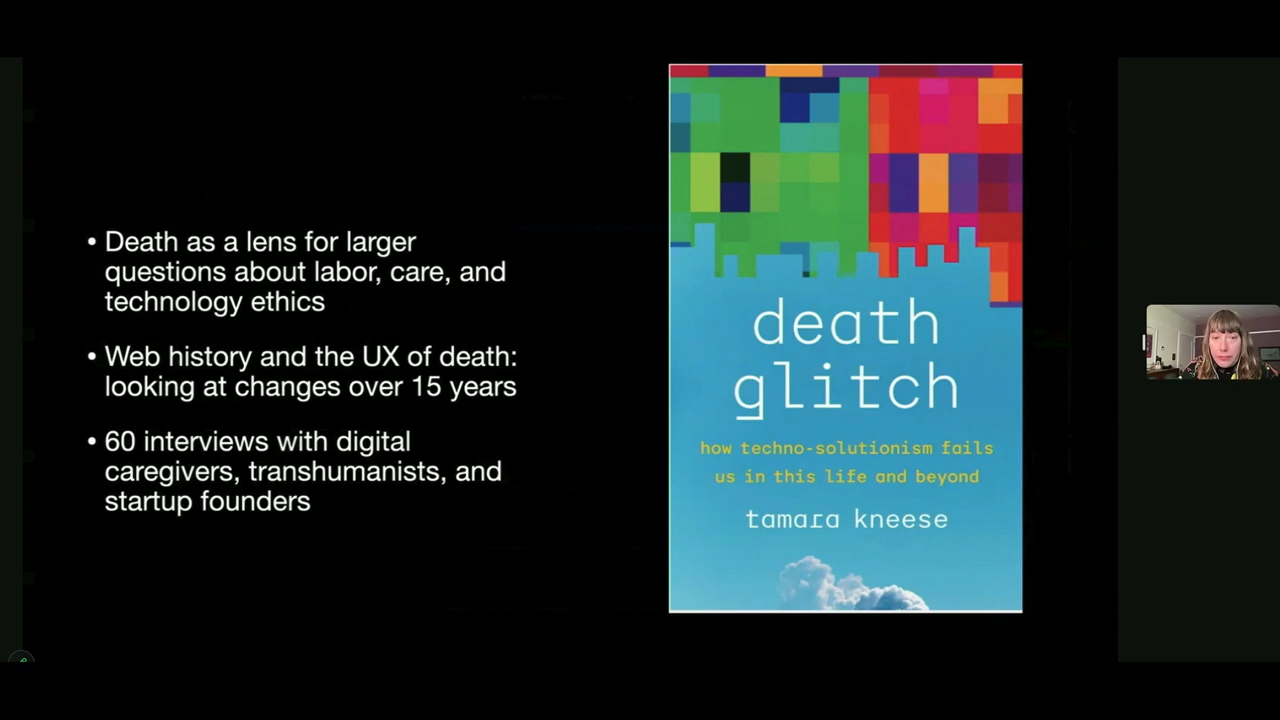 • Death as a lens for larger
questions about labor, care, and
technology ethics
• Web history and the UX of death:
looking at changes over 15 years
• 60 interviews with digital
caregivers, transhumanists, and
startup founders
death
glitch
how techno-solutionism fails
us in this life and beyond
tamara kneese